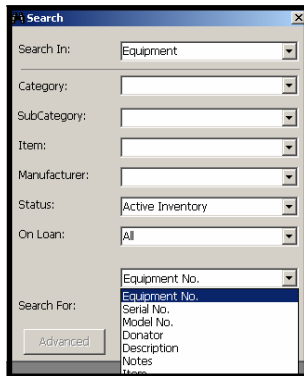 Search
Search In: Equipment
Category:
SubCategory:
Item:
Manufacturer:
Status: Active Inventory
On Loan: All
Equipment No.
Equipment No.
Search For:
Serial No.
Model No.
Advanced
Donator
Description
Notes
Item